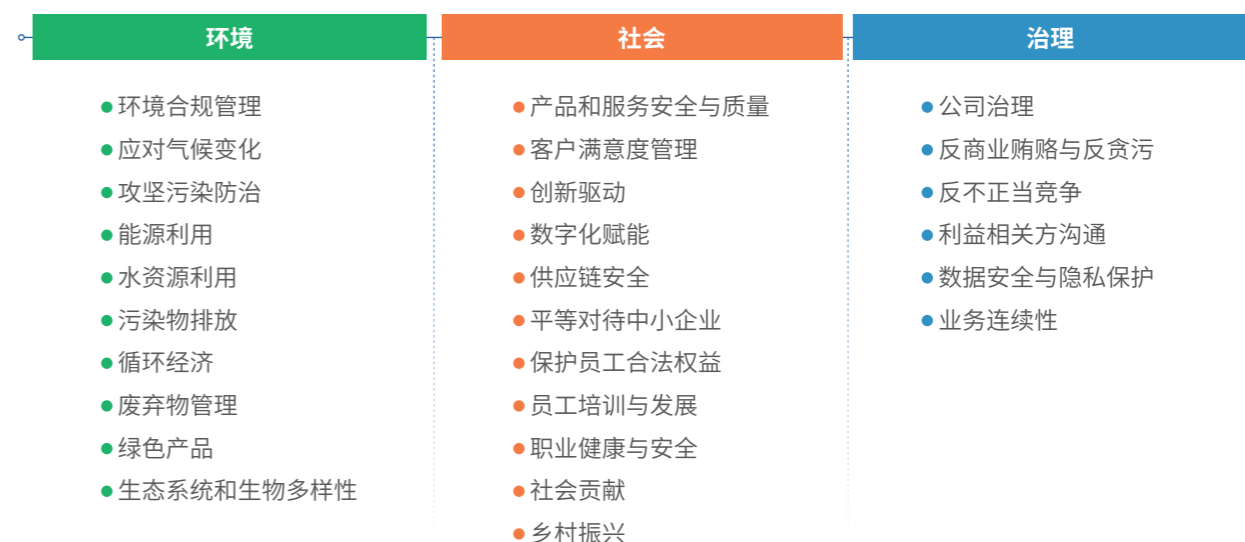 环境
环境合规管理
应对气候变化
攻坚污染防治
能源利用
水资源利用
污染物排放
循环经济
废弃物管理
绿色产品
生态系统和生物多样性
社会
产品和服务安全与质量
客户满意度管理
创新驱动
数字化赋能
供应链安全
平等对待中小企业
保护员工合法权益
员工培训与发展
职业健康与安全
社会贡献
乡村振兴
治理
公司治理
反商业贿赂与反贪污
反不正当竞争
利益相关方沟通
数据安全与隐私保护
业务连续性